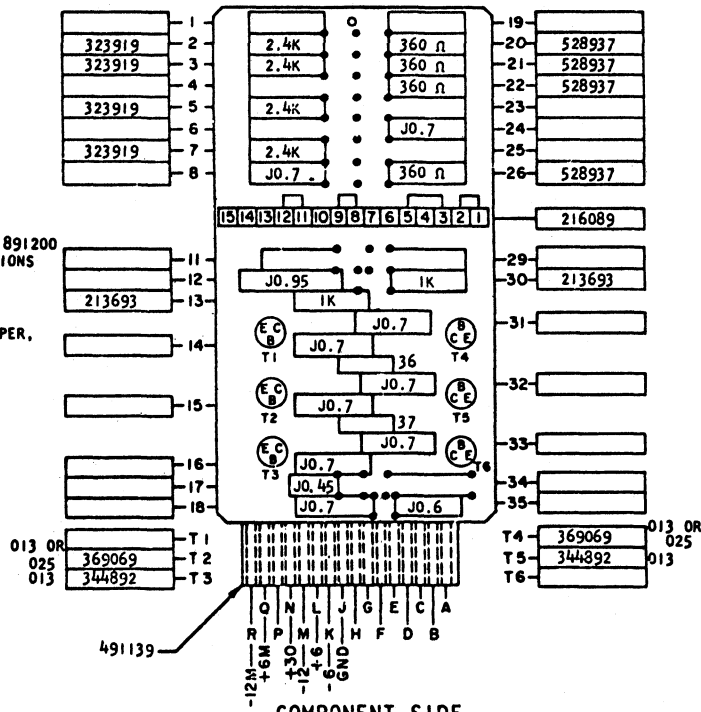 1 19
323919 2 2.4K 360 Ω 20 528937
323919 3 2.4K 360 Ω 21 528937
4 360 Ω 22 528937
323919 5 2.4K 23
6 J0.7 24
323919 7 2.4K 25
8 J0.7 360 Ω 26 528937
15 14 13 12 11 10 9 8 7 6 5 4 3 2 1 216089
891200
IONS
11 29
12 J0.95 1K 30 213693
213693 13 1K
J0.7 31
PER,
E C B T1 B C E T4
14 J0.7
36
J0.7 32
E C B T2 B C E T5
15 J0.7
37
J0.7 33
E C B T3 B C E T6
16 J0.7
17 J0.45 34
18 J0.7 J0.6 35
013 OR 025 T1 T4 369069 013 OR 025
369069 T2 T5 344892 013
013 344892 T3 T6
Q N L J G E C A
R P M K H F D B
491139
-12M +6M +30 -12 +6 -6 GND
COMPONENT SIDE